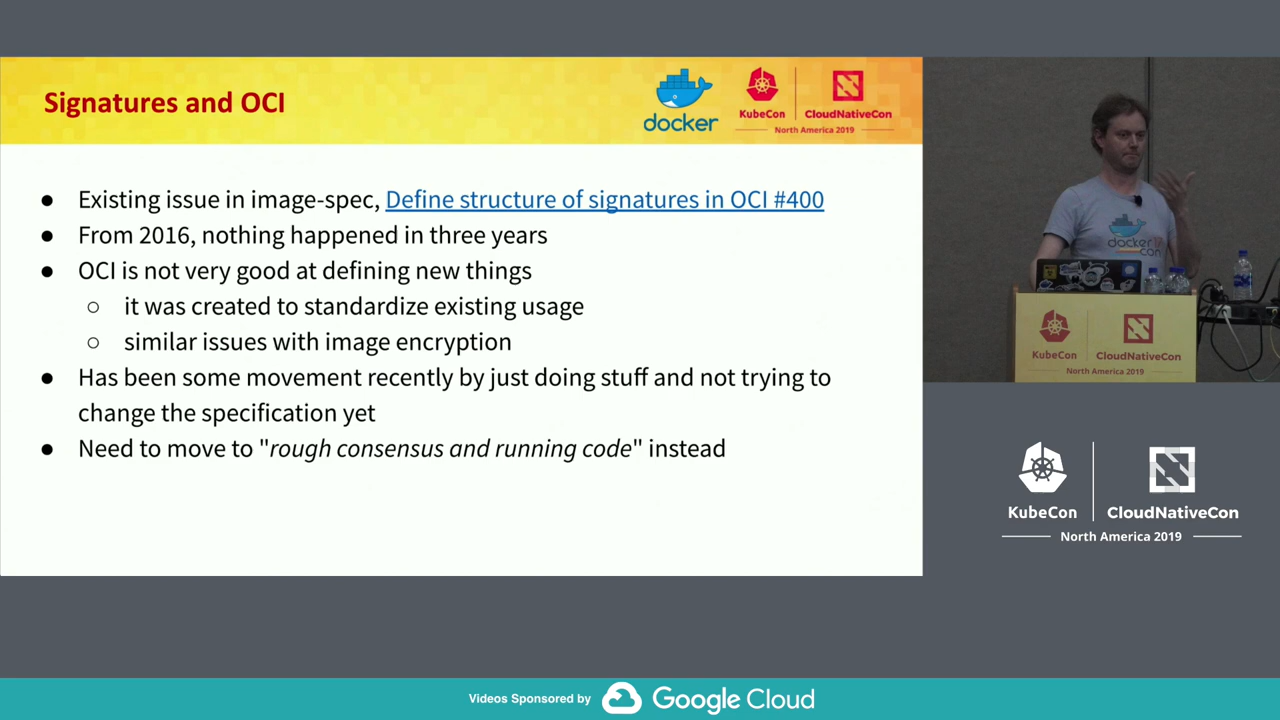 Signatures and OCI
docker
KubeCon
CloudNativeCon
North America 2019
● Existing issue in image-spec, Define structure of signatures in OCI #400
● From 2016, nothing happened in three years
● OCI is not very good at defining new things
○ it was created to standardize existing usage
○ similar issues with image encryption
● Has been some movement recently by just doing stuff and not trying to
change the specification yet
● Need to move to "rough consensus and running code" instead
docker
con
KubeCon
CloudNativeCon
North America 2019
KubeCon
CloudNativeCon
North America 2019
Videos Sponsored by
Google Cloud